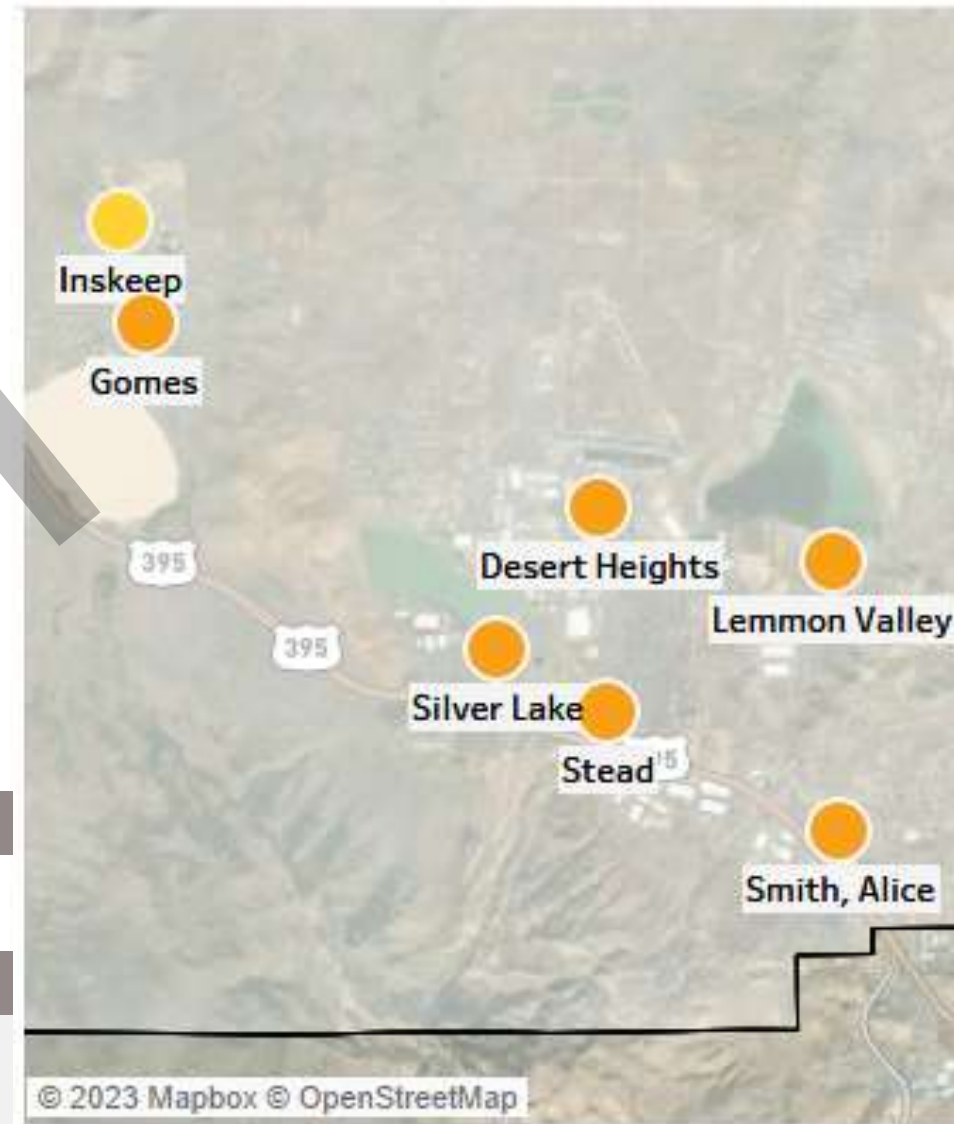 Inskeep
Gomes
395
Desert Heights
Lemmon Valley
395
Silver Lake
Stead
Smith, Alice
© 2023 Mapbox © OpenStreetMap